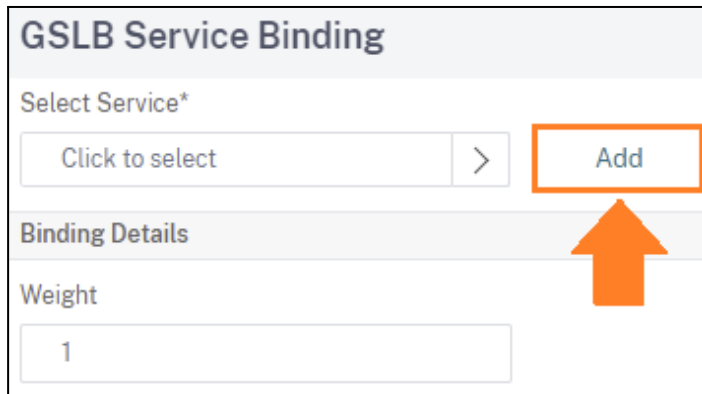 GSLB Service Binding
Select Service*
Click to select
Add
Binding Details
Weight
1